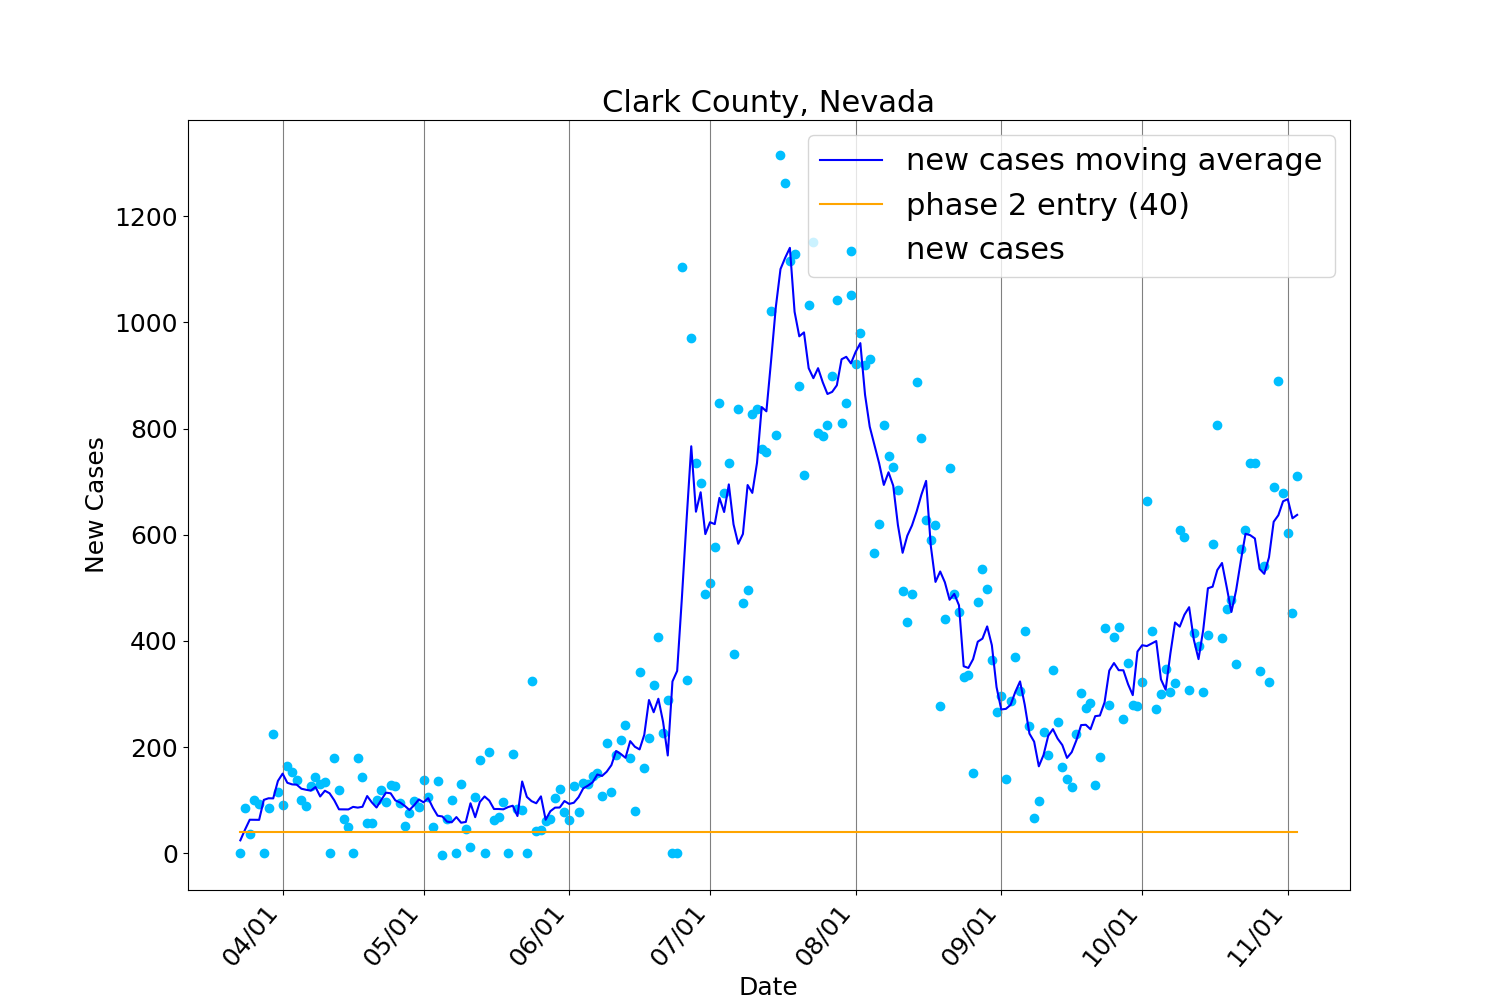 Clark County, Nevada
new cases moving average
phase 2 entry (40)
new cases
1200
1000
800
600
400
200
0
New Cases
04/01
05/01
06/01
07/01
08/01
09/01
10/01
11/01
Date